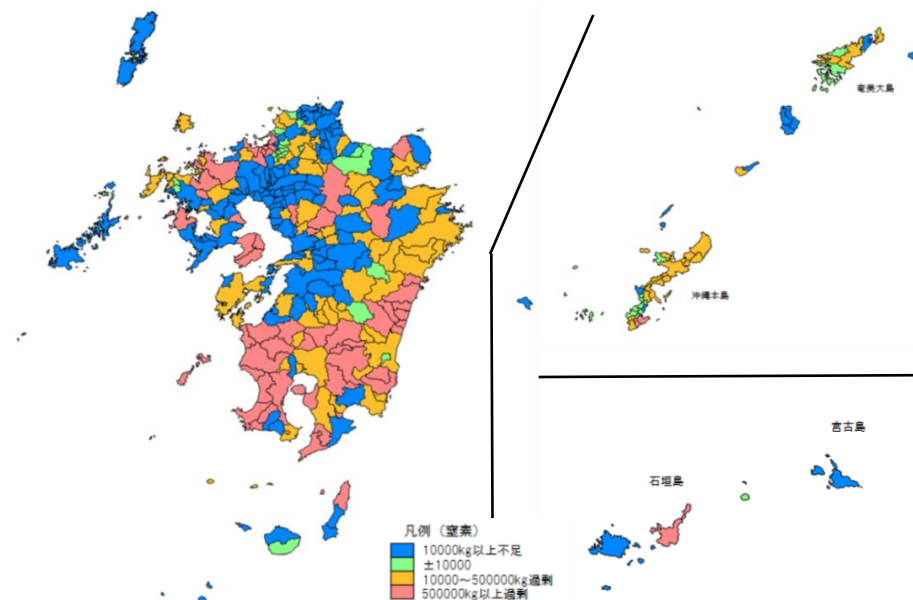 奄美大島
沖縄本島
宮古島
石垣島
凡例（窒素）
10000kg以上不足
±10000
10000～500000kg過剰
500000kg以上過剰